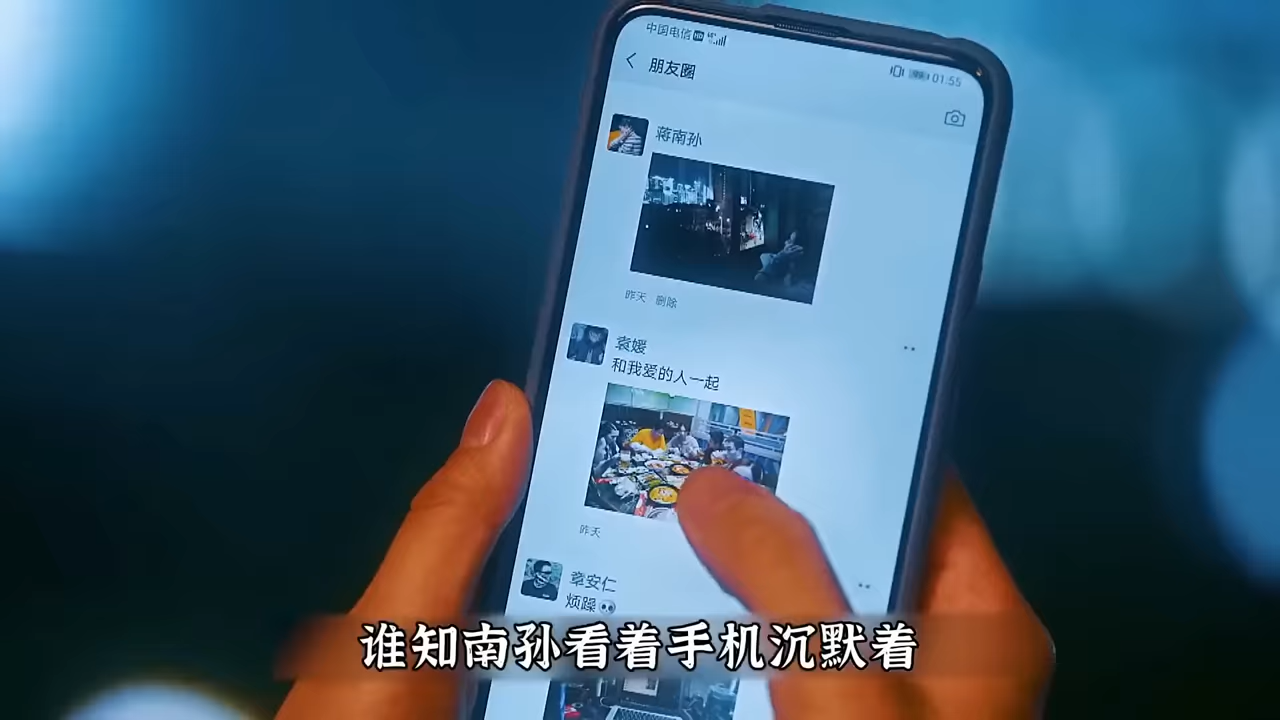 中国电信 HD
01:55
朋友圈
蒋南孙
昨天 删除
袁媛
和我爱的人一起
昨天
章安仁
烦躁
谁知南孙看着手机沉默着